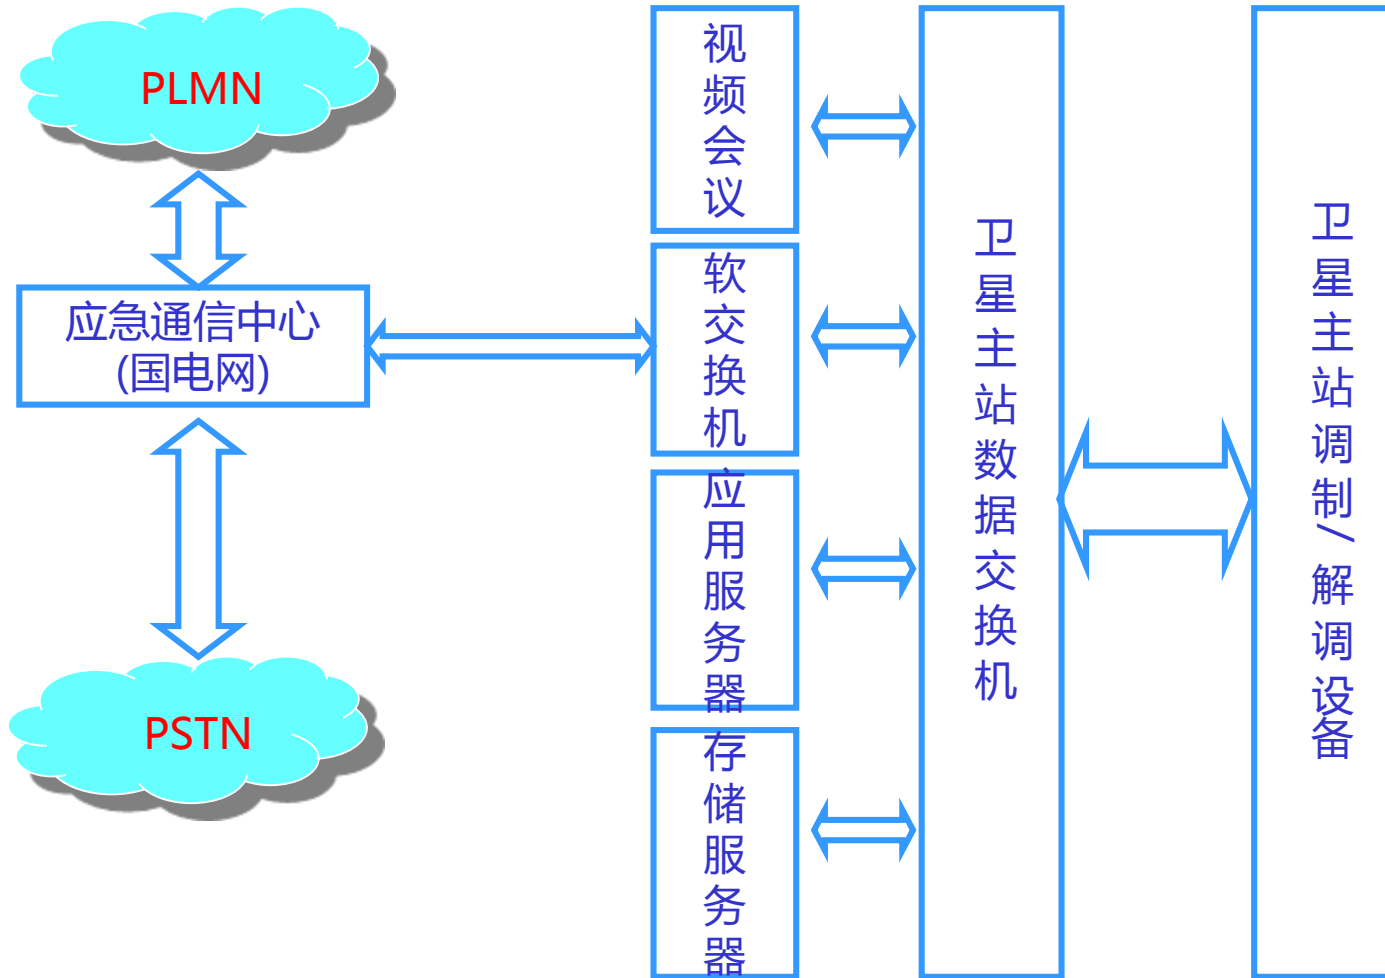 PLMN
应急通信中心
(国电网)
PSTN
视频会议
软交换机
应用服务器
存储服务器
卫星主站数据交换机
卫星主站调制/解调设备